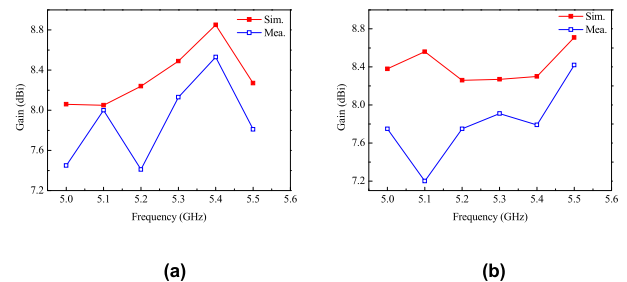 Sim.
Mea.
8.8
8.4
8.0
7.6
7.2
Gain (dBi)
5.0 5.1 5.2 5.3 5.4 5.5 5.6
Frequency (GHz)
(a)
Sim.
Mea.
8.8
8.4
8.0
7.6
7.2
Gain (dBi)
5.0 5.1 5.2 5.3 5.4 5.5 5.6
Frequency (GHz)
(b)